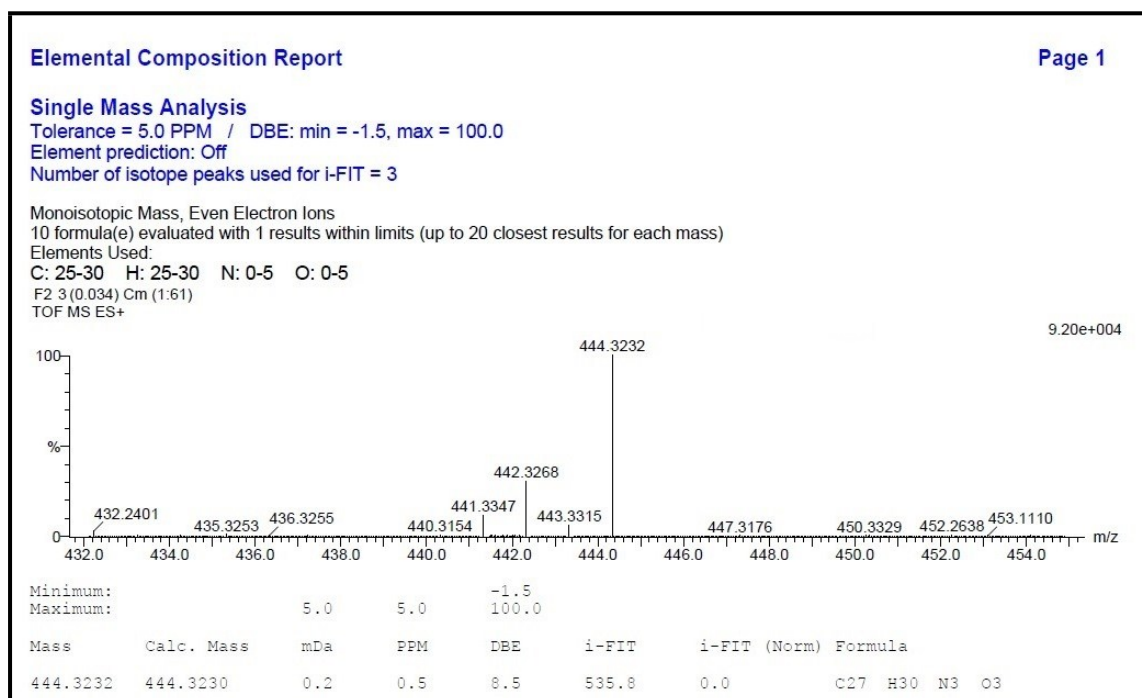 Elemental Composition Report Page 1
Single Mass Analysis
Tolerance = 5.0 PPM / DBE: min = -1.5, max = 100.0
Element prediction: Off
Number of isotope peaks used for i-FIT = 3
Monoisotopic Mass, Even Electron Ions
10 formula(e) evaluated with 1 results within limits (up to 20 closest results for each mass)
Elements Used:
C: 25-30 H: 25-30 N: 0-5 O: 0-5
F2 3 (0.034) Cm (1:61)
TOF MS ES+
9.20e+004
100
%
0
444.3232
442.3268
441.3347
443.3315
432.2401
435.3253
436.3255
440.3154
447.3176
450.3329
452.2638
453.1110
432.0 434.0 436.0 438.0 440.0 442.0 444.0 446.0 448.0 450.0 452.0 454.0 m/z
Minimum: -1.5
Maximum: 5.0 5.0 100.0
Mass Calc. Mass mDa PPM DBE i-FIT i-FIT (Norm) Formula
444.3232 444.3230 0.2 0.5 8.5 535.8 0.0 C27 H30 N3 O3